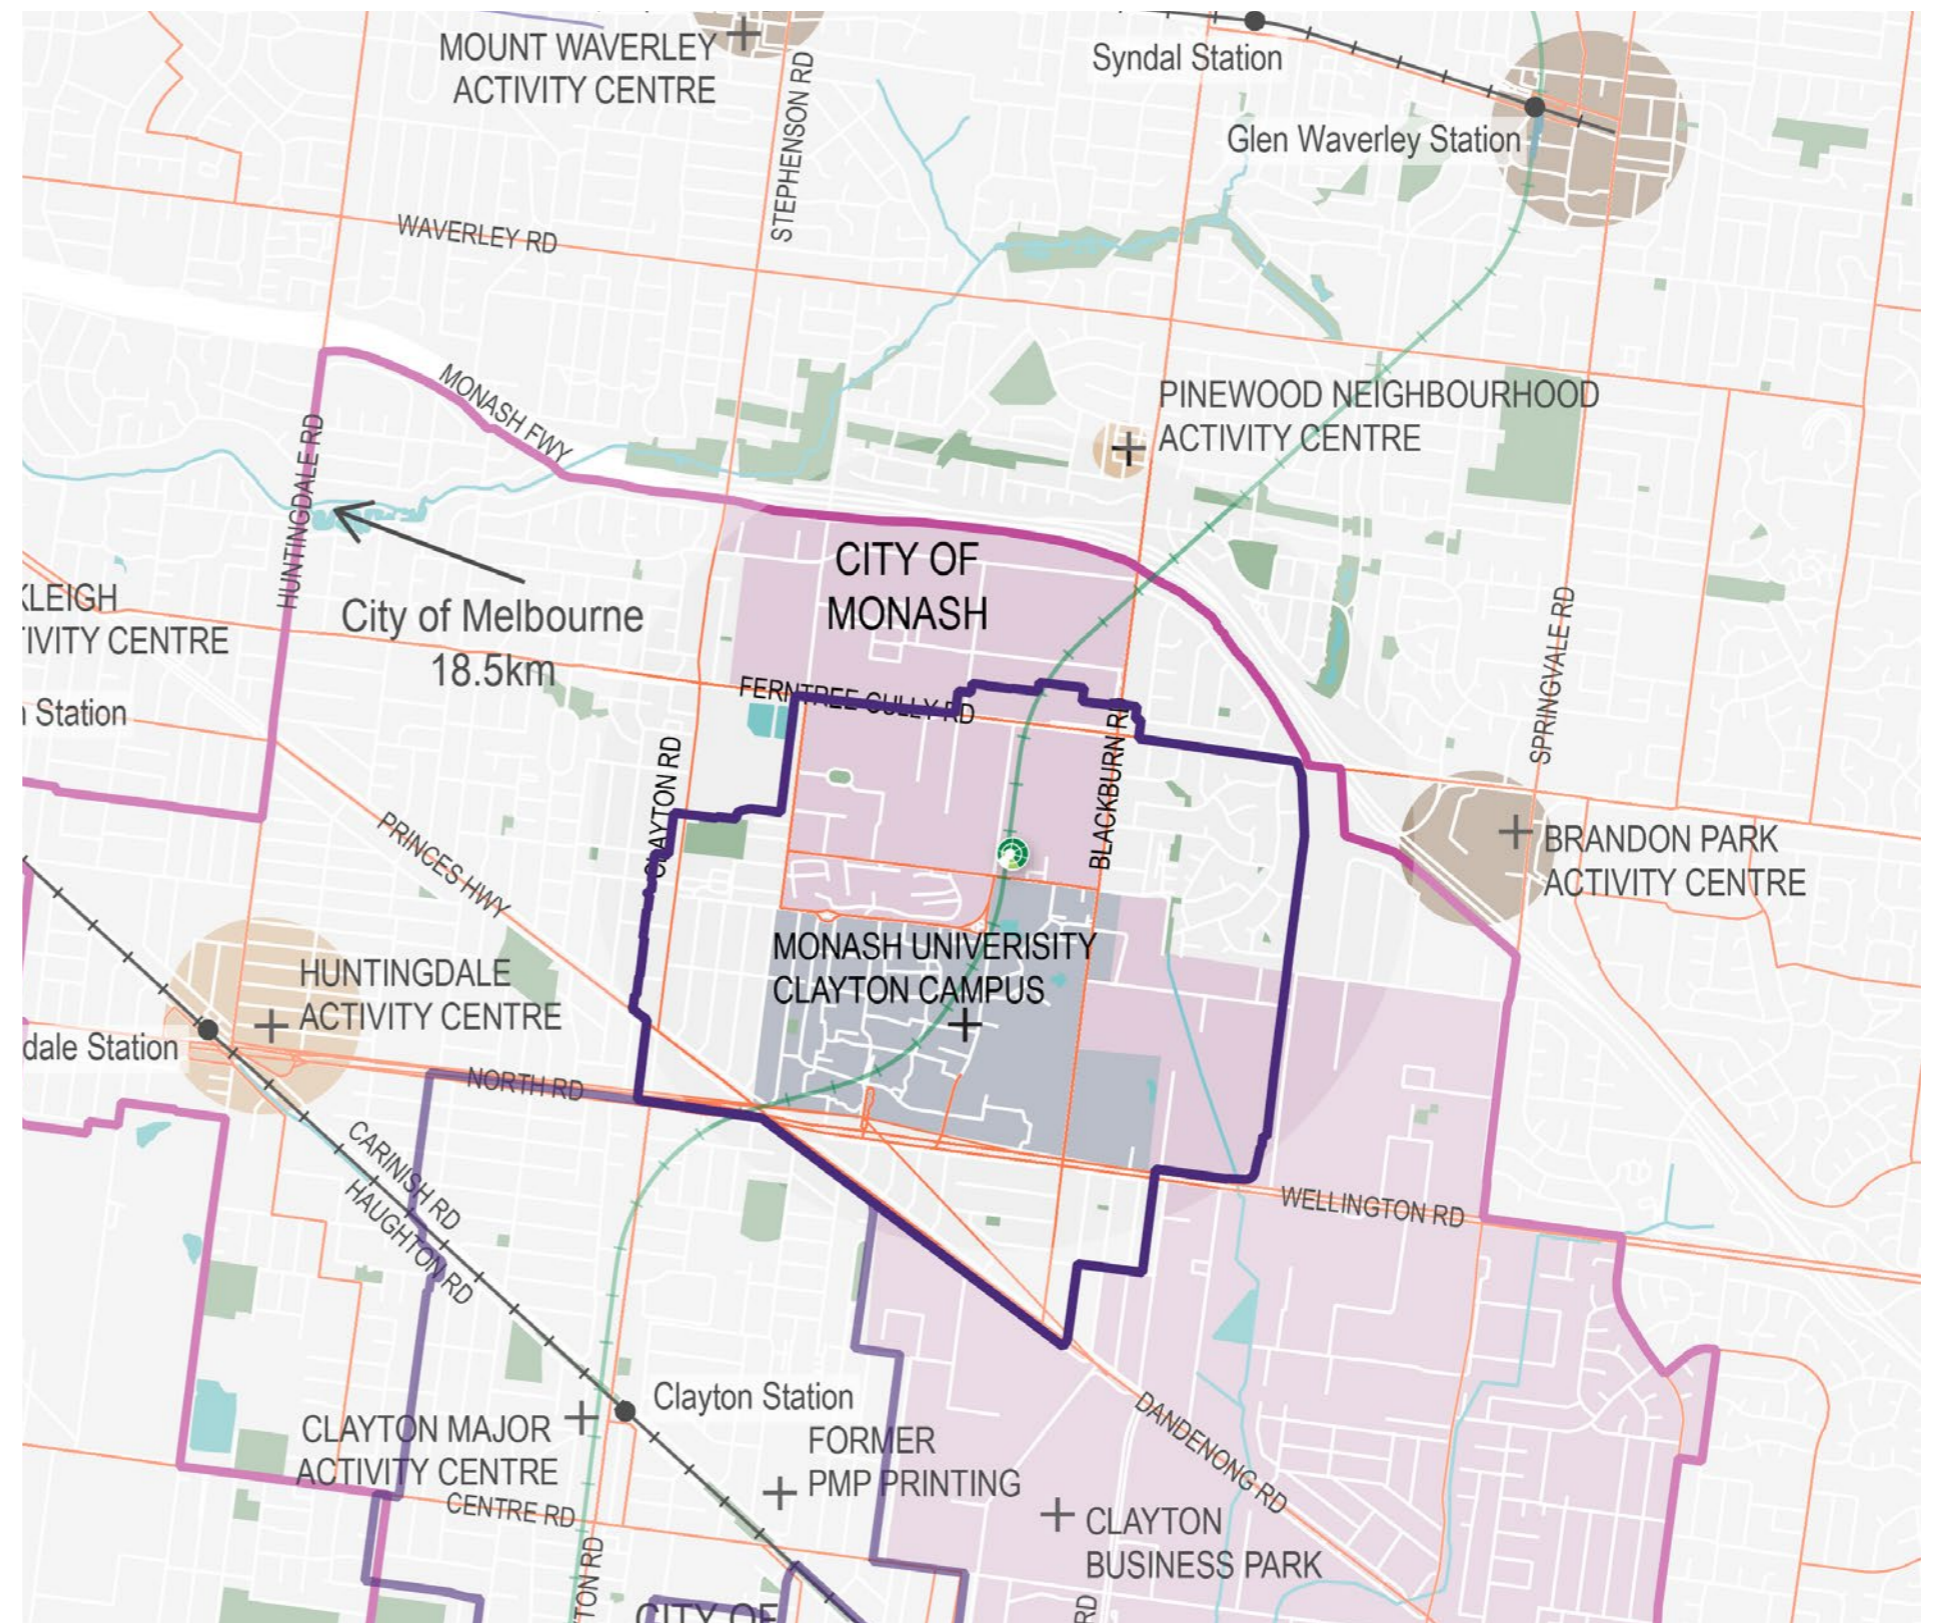 MOUNT WAVERLEY
ACTIVITY CENTRE
STEPHENSON RD
Syndal Station
Glen Waverley Station
WAVERLEY RD
MONASH FWY
PINEWOOD NEIGHBOURHOOD
ACTIVITY CENTRE
HUNTINGDALE RD
CITY OF
MONASH
City of Melbourne
18.5km
KLEIGH
TIVITY CENTRE
Station
FERNTREE GULLY RD
SPRINGVALE RD
CLAYTON RD
BLACKBURN RD
PRINCES HWY
BRANDON PARK
ACTIVITY CENTRE
MONASH UNIVERISITY
CLAYTON CAMPUS
HUNTINGDALE
ACTIVITY CENTRE
dale Station
NORTH RD
CARINISH RD
HAUGHTON RD
WELLINGTON RD
Clayton Station
CLAYTON MAJOR
ACTIVITY CENTRE
FORMER
PMP PRINTING
DANDENONG RD
CENTRE RD
CLAYTON
BUSINESS PARK
TON RD
RD
CITY OF